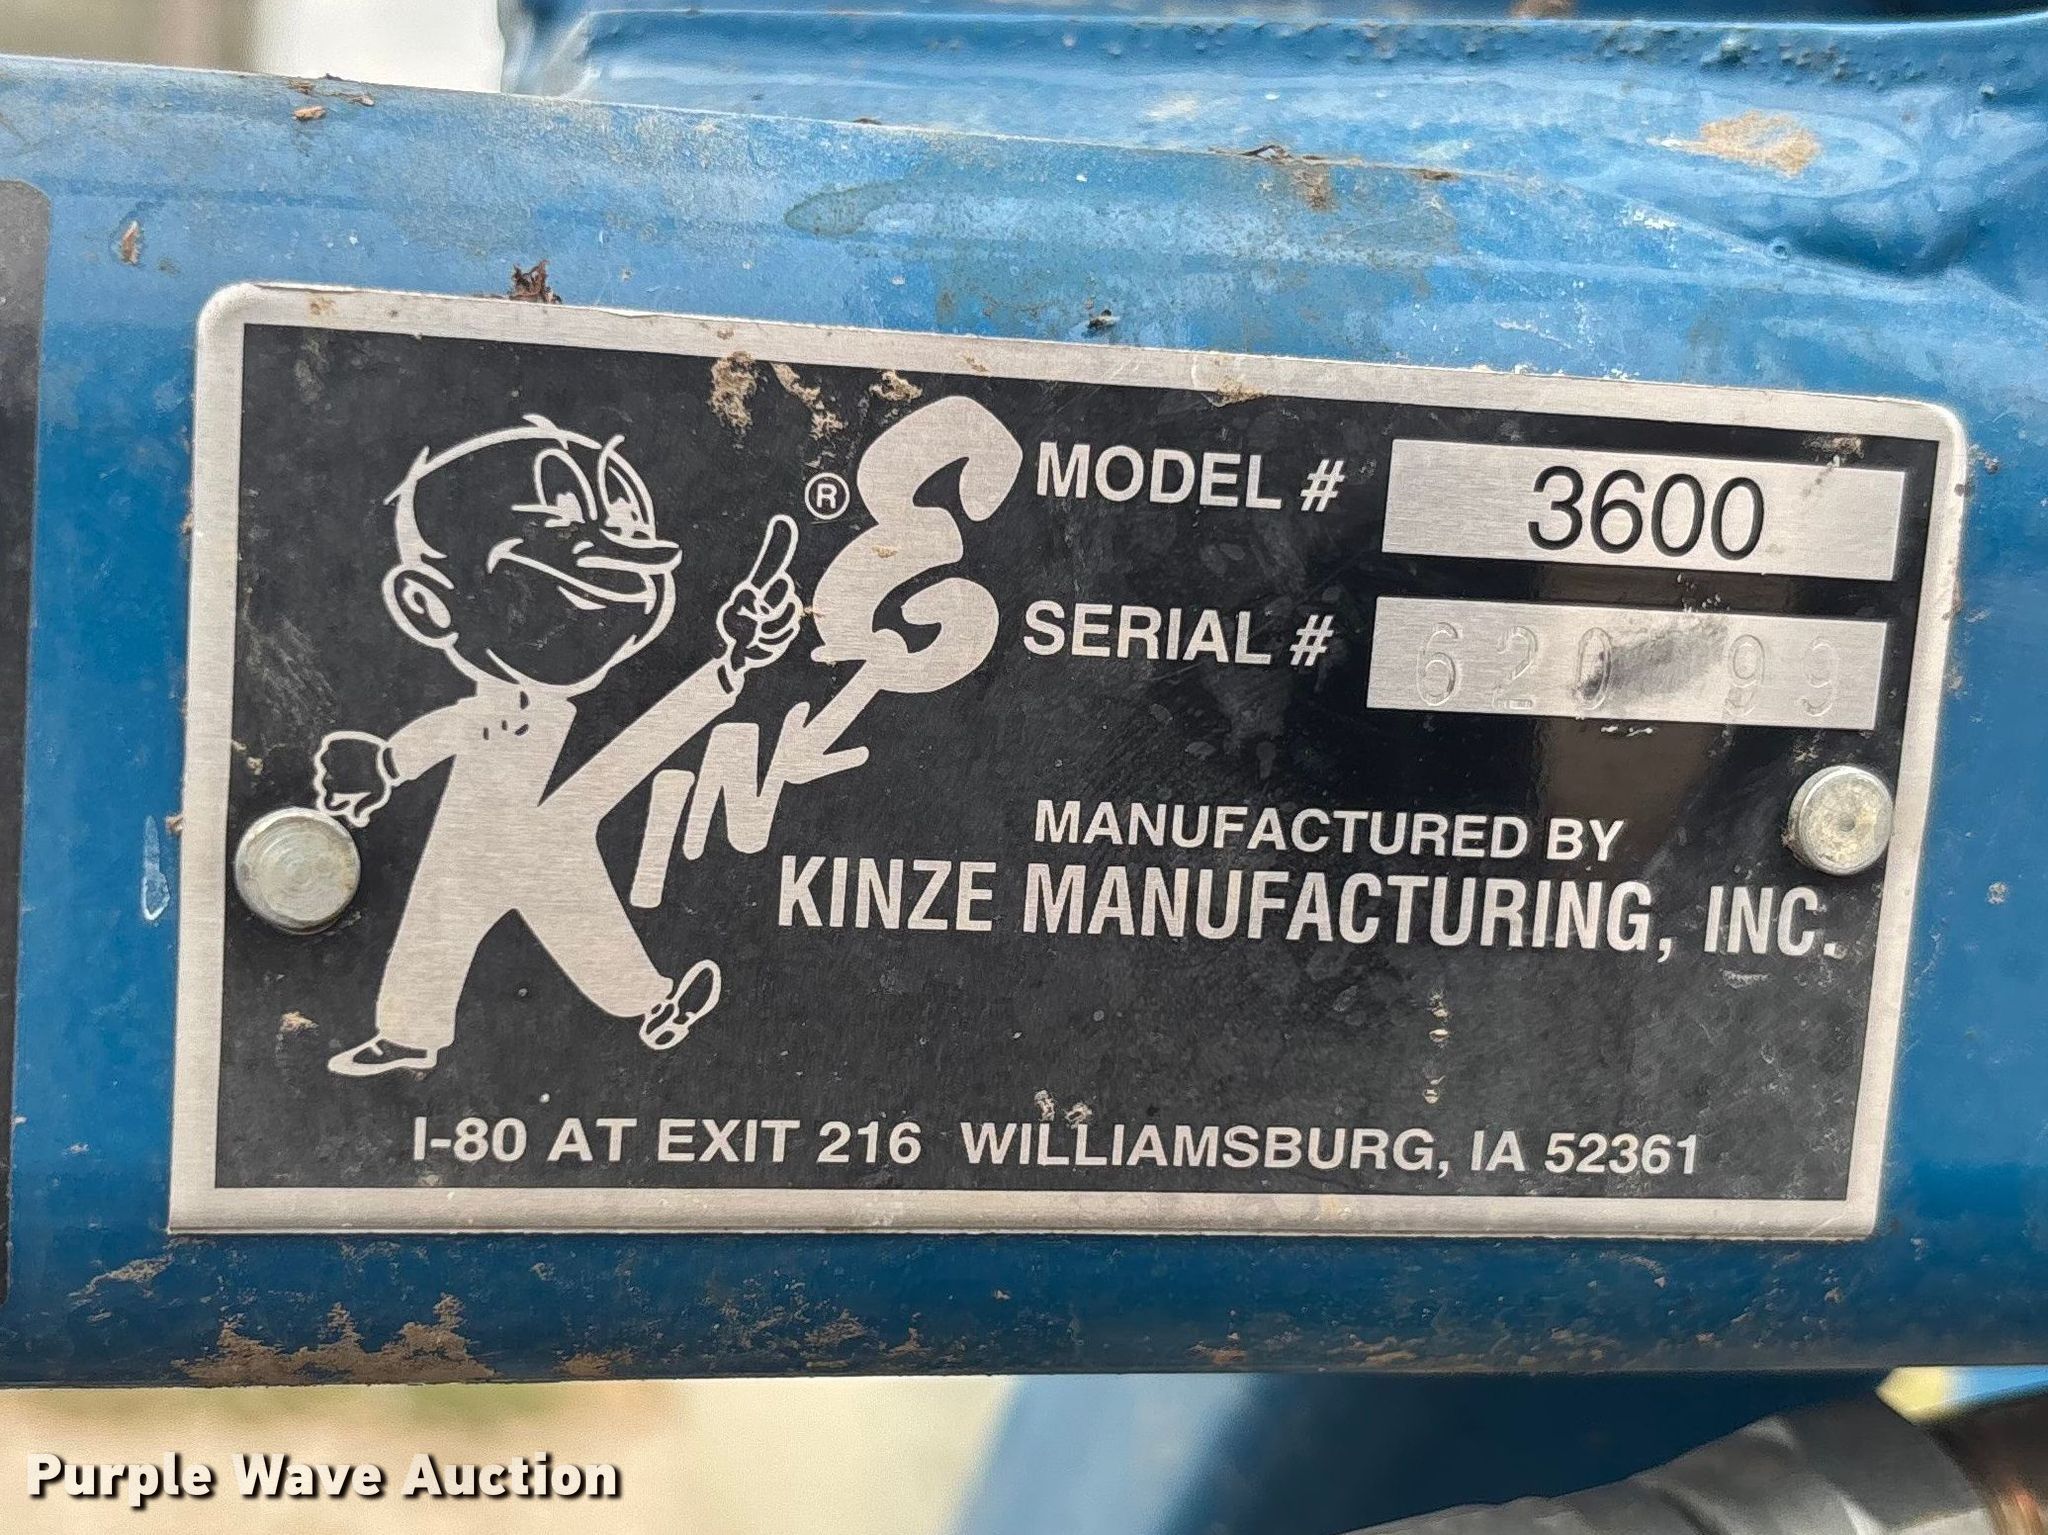 KINZE ®
MODEL # 3600
SERIAL #
MANUFACTURED BY
KINZE MANUFACTURING, INC.
I-80 AT EXIT 216 WILLIAMSBURG, IA 52361
Purple Wave Auction